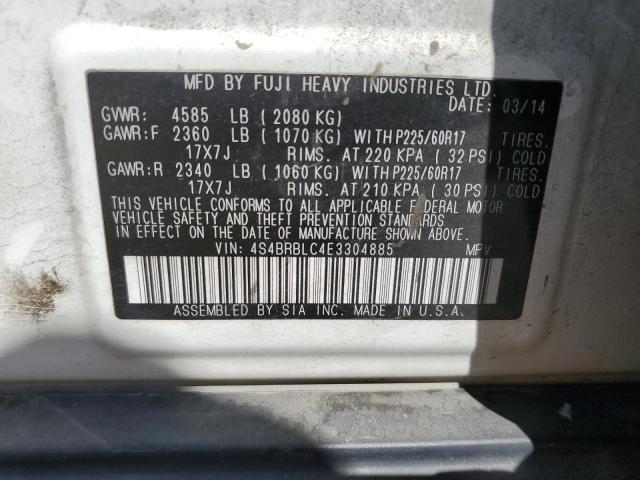 MFD BY FUJI HEAVY INDUSTRIES LTD.
DATE: 03/14
GVWR: 4585 LB ( 2080 KG)
GAWR:F 2360 LB ( 1070 KG) WITH P225/60R17 TIRES.
17X7J RIMS. AT 220 KPA ( 32 PSI) COLD
GAWR:R 2340 LB ( 1060 KG) WITH P225/60R17 TIRES.
17X7J RIMS. AT 210 KPA ( 30 PSI) COLD
THIS VEHICLE CONFORMS TO ALL APPLICABLE FEDERAL MOTOR
VEHICLE SAFETY AND THEFT PREVENTION STANDARDS
IN EFFECT ON THE DATE OF MANUFACTURE SHOWN ABOVE.
VIN: 4S4BRBLC4E3304885 MPV
ASSEMBLED BY SIA INC. MADE IN U.S.A.